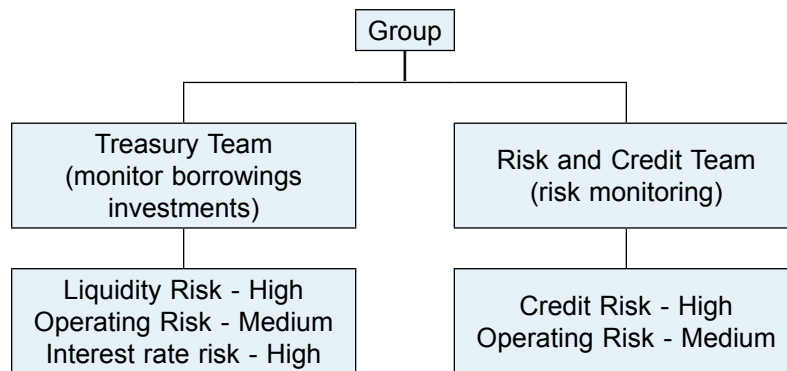 Group
Treasury Team
(monitor borrowings
investments)
Risk and Credit Team
(risk monitoring)
Liquidity Risk - High
Operating Risk - Medium
Interest rate risk - High
Credit Risk - High
Operating Risk - Medium